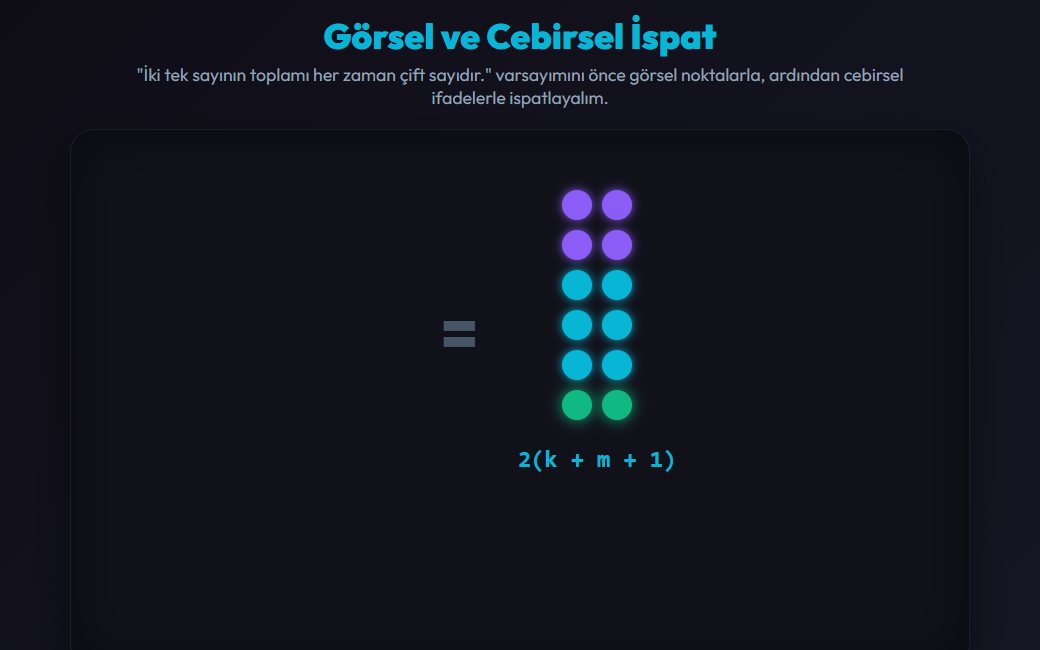 Görsel ve Cebirsel İspat
"İki tek sayının toplamı her zaman çift sayıdır." varsayımını önce görsel noktalarla, ardından cebirsel
ifadelerle ispatlayalım.
=
2(k + m + 1)